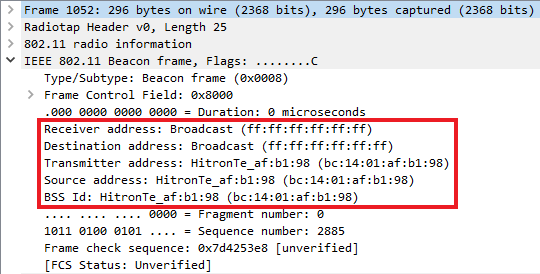 Frame 1052: 296 bytes on wire (2368 bits), 296 bytes captured (2368 bits)
Radiotap Header v0, Length 25
802.11 radio information
IEEE 802.11 Beacon frame, Flags: ........C
Type/Subtype: Beacon frame (0x0008)
Frame Control Field: 0x8000
.000 0000 0000 0000 = Duration: 0 microseconds
Receiver address: Broadcast (ff:ff:ff:ff:ff:ff)
Destination address: Broadcast (ff:ff:ff:ff:ff:ff)
Transmitter address: HitronTe_af:b1:98 (bc:14:01:af:b1:98)
Source address: HitronTe_af:b1:98 (bc:14:01:af:b1:98)
BSS Id: HitronTe_af:b1:98 (bc:14:01:af:b1:98)
.... .... .... 0000 = Fragment number: 0
1011 0100 0101 .... = Sequence number: 2885
Frame check sequence: 0x7d4253e8 [unverified]
[FCS Status: Unverified]